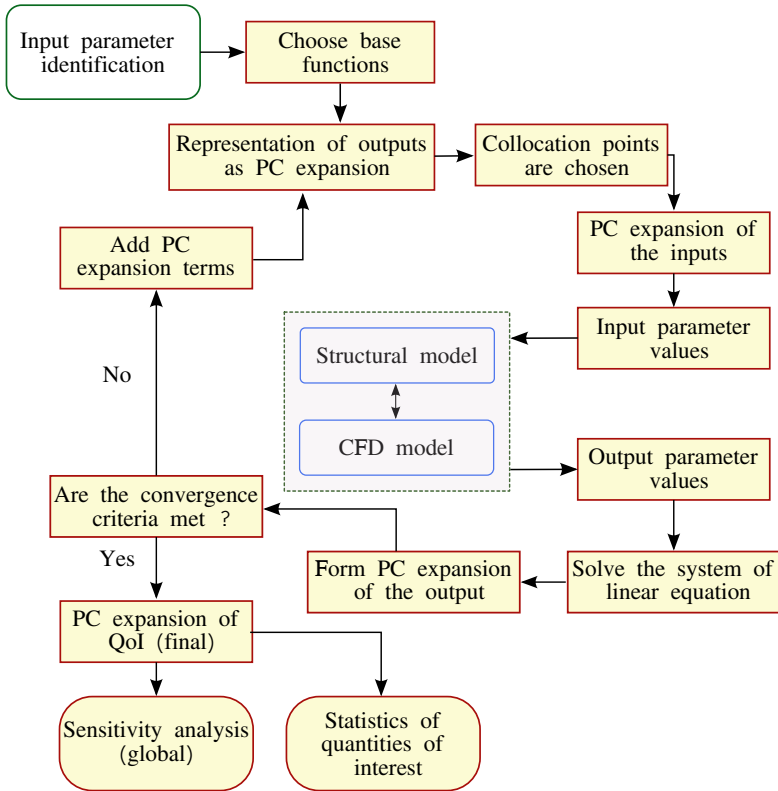 Input parameter
identification
Choose base
functions
Representation of outputs
as PC expansion
Collocation points
are chosen
PC expansion of
the inputs
Add PC
expansion terms
Input parameter
values
Structural model
No
CFD model
Output parameter
values
Are the convergence
criteria met ?
Yes
Form PC expansion
of the output
Solve the system of
linear equation
PC expansion of
QoI (final)
Sensitivity analysis
(global)
Statistics of
quantities of
interest